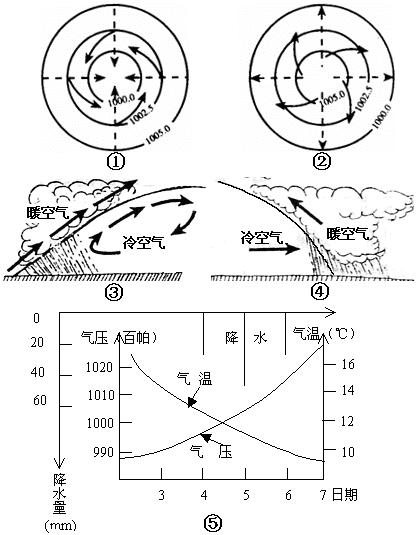 1000.0
1002.5
1005.0
①
1005.0
1002.5
1000.0
②
暖空气
冷空气
③
冷空气
暖空气
④
0
20
40
60
降水量
(mm)
气压(百帕)
降 水
气温(℃)
1020
1010
1000
990
气 温
气 压
16
14
12
10
3 4 5 6 7 日期
⑤